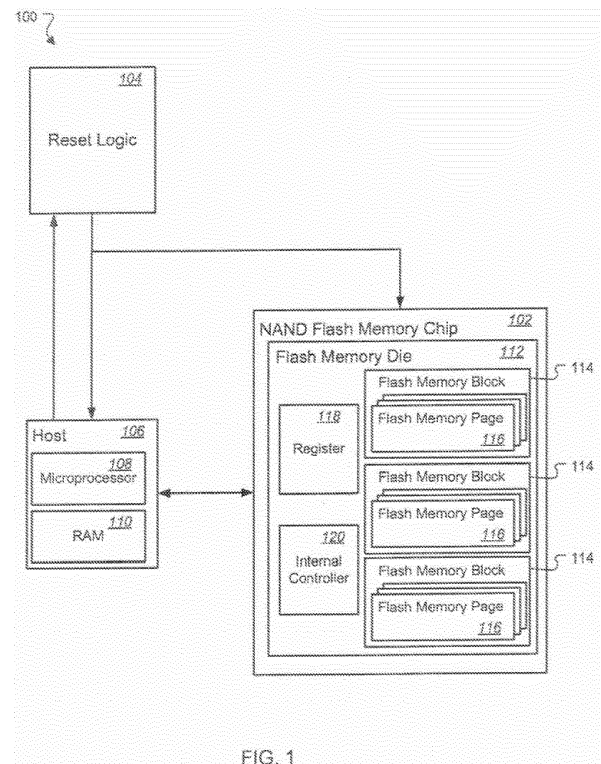 100
104
Reset Logic
NAND Flash Memory Chip 102
Flash Memory Die 112
Flash Memory Block 114
Flash Memory Page
116
118
Register
Flash Memory Block 114
Flash Memory Page
116
120
Internal
Controller
Flash Memory Block 114
Flash Memory Page
116
Host 106
108
Microprocessor
110
RAM
FIG. 1